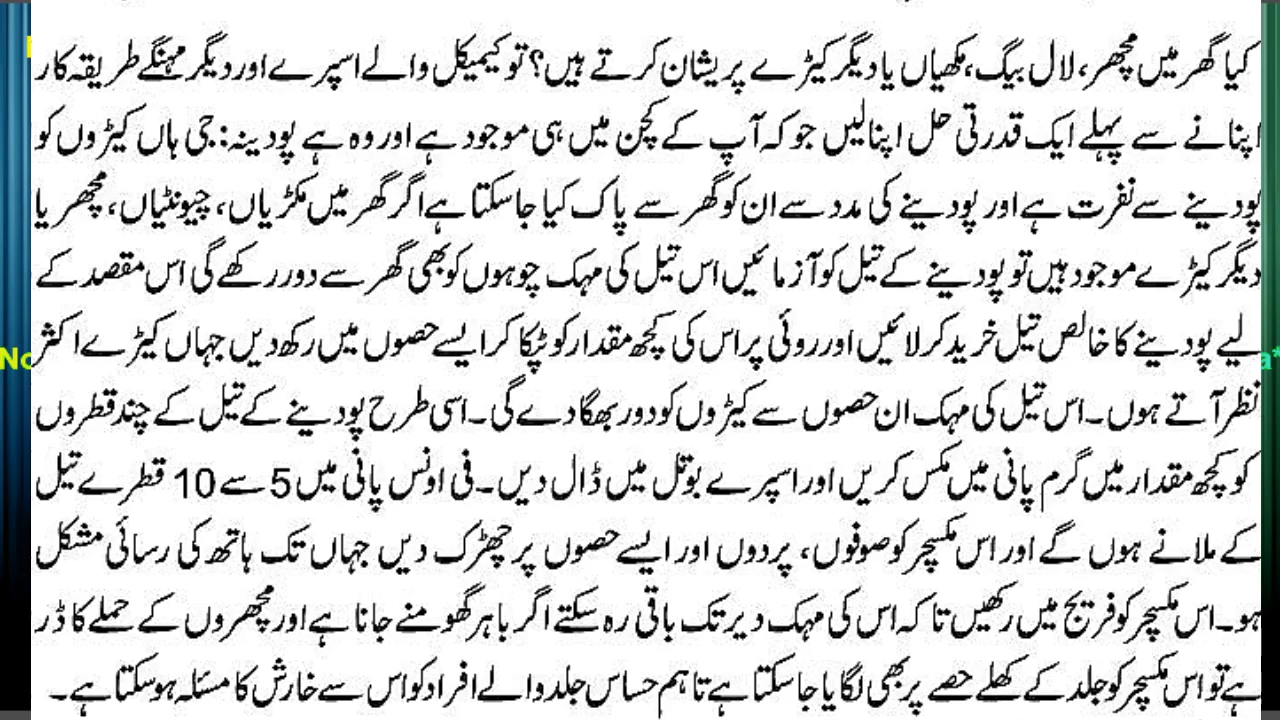 کیا گھر میں مچھر، لال بیگ، مکھیاں یا دیگر کیڑے پریشان کرتے ہیں؟ تو کیمیکل والے اسپرے اور دیگر مہنگے طریقہ کار
اپنانے سے پہلے ایک قدرتی حل اپنالیں جو کہ آپ کے کچن میں ہی موجود ہے اور وہ ہے پودینہ: جی ہاں کیڑوں کو
پودینے سے نفرت ہے اور پودینے کی مدد سے ان کو گھر سے پاک کیا جاسکتا ہے اگر گھر میں مکڑیاں، چیونٹیاں، مچھر یا
دیگر کیڑے موجود ہیں تو پودینے کے تیل کو آزمائیں اس تیل کی مہک چوہوں کو بھی گھر سے دور رکھے گی اس مقصد کے
لیے پودینے کا خالص تیل خرید کر لائیں اور روئی پر اس کی کچھ مقدار کو ٹپکا کر ایسے حصوں میں رکھ دیں جہاں کیڑے اکثر
نظر آتے ہوں۔ اس تیل کی مہک ان حصوں سے کیڑوں کو دور بھگا دے گی۔ اسی طرح پودینے کے تیل کے چند قطروں
کو کچھ مقدار میں گرم پانی میں مکس کریں اور اسپرے بوتل میں ڈال دیں۔ فی اونس پانی میں 5 سے 10 قطرے تیل
کے ملانے ہوں گے اور اس مکسچر کو صوفوں، پردوں اور ایسے حصوں پر چھڑک دیں جہاں تک ہاتھ کی رسائی مشکل
ہو۔ اس مکسچر کو فریج میں رکھیں تاکہ اس کی مہک دیر تک باقی رہ سکتے اگر باہر گھومنے جانا ہے اور مچھروں کے حملے کا ڈر
ہے تو اس مکسچر کو جلد کے کھلے حصے پر بھی لگایا جاسکتا ہے تاہم حساس جلد والے افراد کو اس سے خارش کا مسئلہ ہوسکتا ہے۔